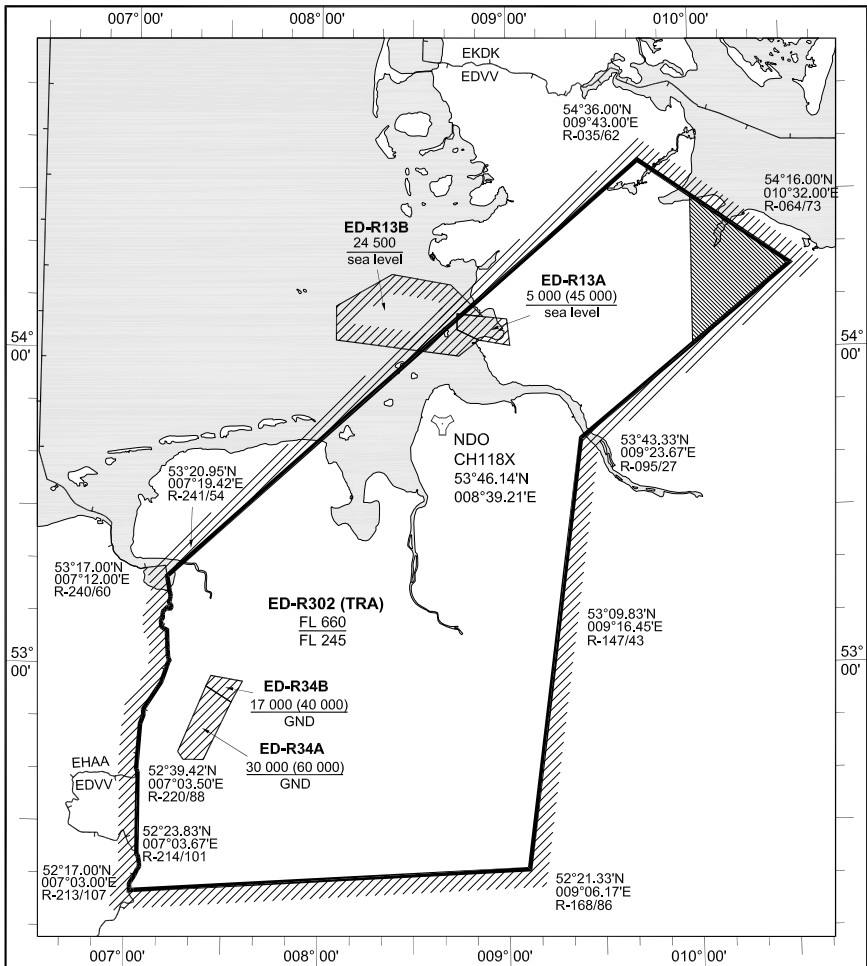 007°00'
008°00'
009°00'
010°00'
EKDK
EDVV
54°36.00'N
009°43.00'E
R-035/62
54°16.00'N
010°32.00'E
R-064/73
ED-R13B
24 500
sea level
ED-R13A
5 000 (45 000)
sea level
54°
00'
54°
00'
NDO
CH118X
53°46.14'N
008°39.21'E
53°43.33'N
009°23.67'E
R-095/27
53°20.95'N
007°19.42'E
R-241/54
53°17.00'N
007°12.00'E
R-240/60
ED-R302 (TRA)
FL 660
FL 245
53°09.83'N
009°16.45'E
R-147/43
53°
00'
53°
00'
ED-R34B
17 000 (40 000)
GND
ED-R34A
30 000 (60 000)
GND
EHAA
EDVV
52°39.42'N
007°03.50'E
R-220/88
52°23.83'N
007°03.67'E
R-214/101
52°17.00'N
007°03.00'E
R-213/107
52°21.33'N
009°06.17'E
R-168/86
007°00'
008°00'
009°00'
010°00'